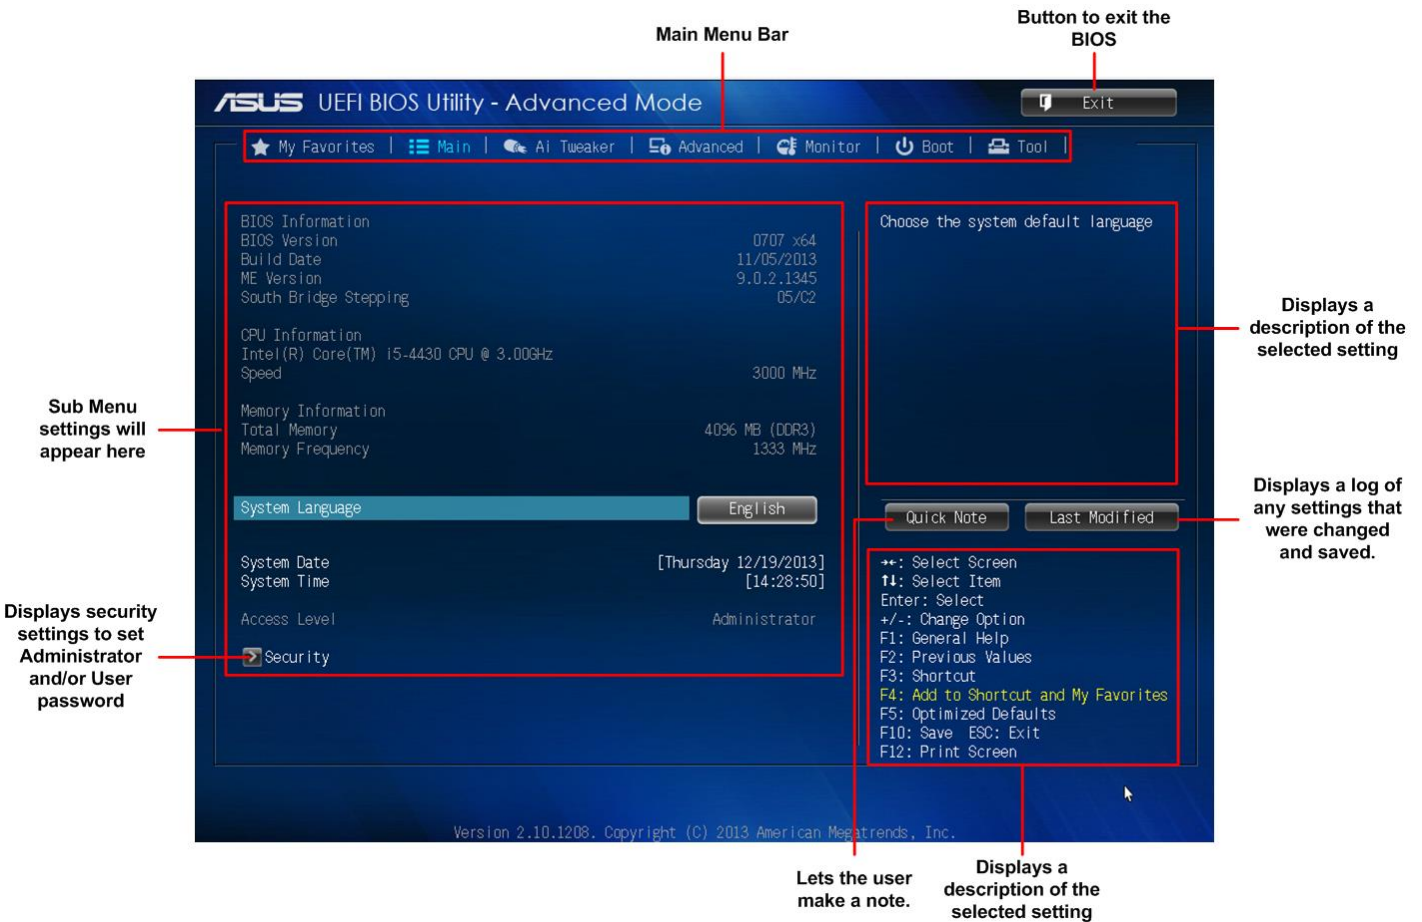 Main Menu Bar
Button to exit the
BIOS
ASUS UEFI BIOS Utility - Advanced Mode
Exit
My Favorites | Main | Ai Tweaker | Advanced | Monitor | Boot | Tool |
BIOS Information
BIOS Version 0707 x64
Build Date 11/05/2013
ME Version 9.0.2.1345
South Bridge Stepping 05/C2
CPU Information
Intel(R) Core(TM) i5-4430 CPU @ 3.00GHz
Speed 3000 MHz
Memory Information
Total Memory 4096 MB (DDR3)
Memory Frequency 1333 MHz
System Language English
System Date [Thursday 12/19/2013]
System Time [14:28:50]
Access Level Administrator
Security
Choose the system default language
Quick Note Last Modified
→←: Select Screen
↑↓: Select Item
Enter: Select
+/-: Change Option
F1: General Help
F2: Previous Values
F3: Shortcut
F4: Add to Shortcut and My Favorites
F5: Optimized Defaults
F10: Save ESC: Exit
F12: Print Screen
Version 2.10.1208. Copyright (C) 2013 American Megatrends, Inc.
Sub Menu
settings will
appear here
Displays security
settings to set
Administrator
and/or User
password
Displays a
description of the
selected setting
Displays a log of
any settings that
were changed
and saved.
Lets the user
make a note.
Displays a
description of the
selected setting